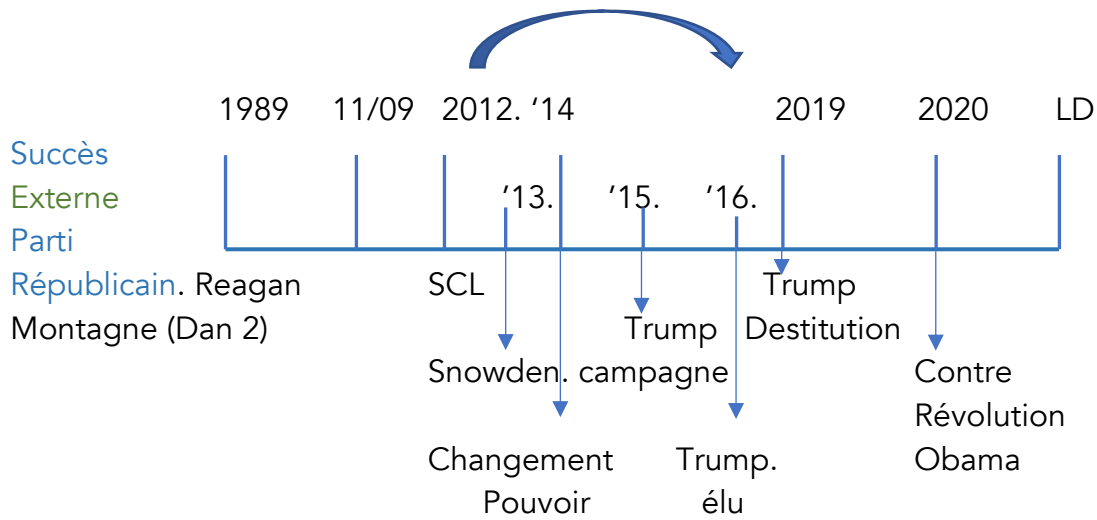 1989 11/09 2012. ‘14 2019 2020 LD
Succès
Externe ‘13. ‘15. ‘16.
Parti
Républicain. Reagan SCL Trump
Montagne (Dan 2) Trump Destitution
Snowden. campagne Contre
Révolution
Changement Trump. Obama
Pouvoir élu